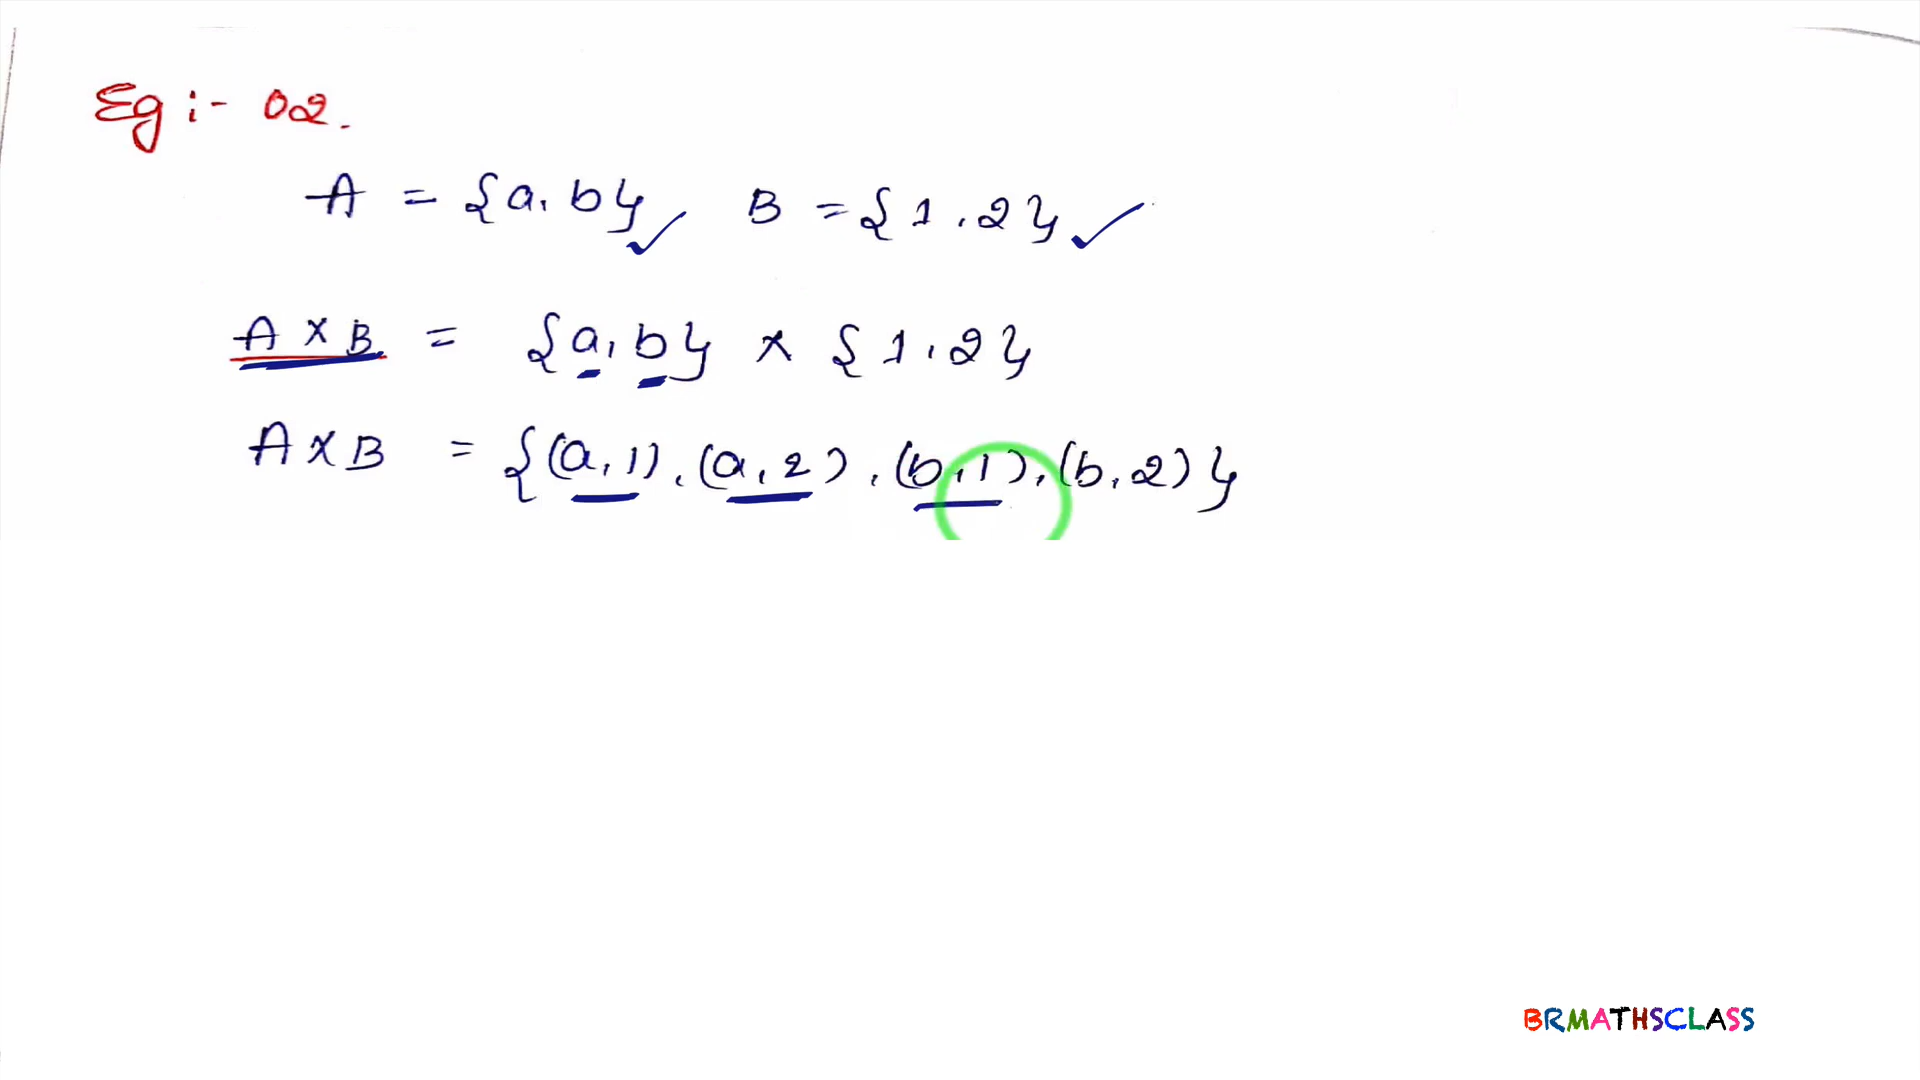 Eg :- 02.
A = {a, b} B = {1, 2}
A × B = {a, b} × {1, 2}
A × B = {(a, 1), (a, 2), (b, 1), (b, 2)}
BRMATHSCLASS